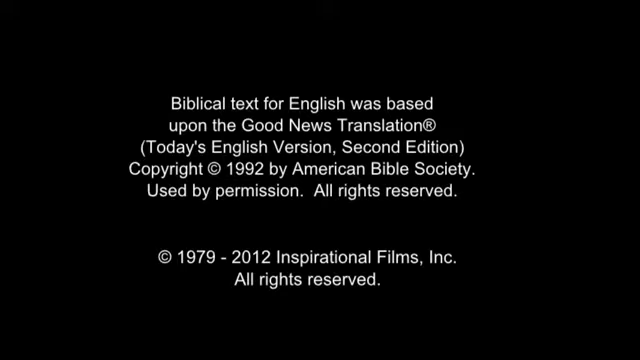 Biblical text for English was based
upon the Good News Translation®
(Today's English Version, Second Edition)
Copyright © 1992 by American Bible Society.
Used by permission.  All rights reserved.
© 1979 - 2012 Inspirational Films, Inc.
All rights reserved.